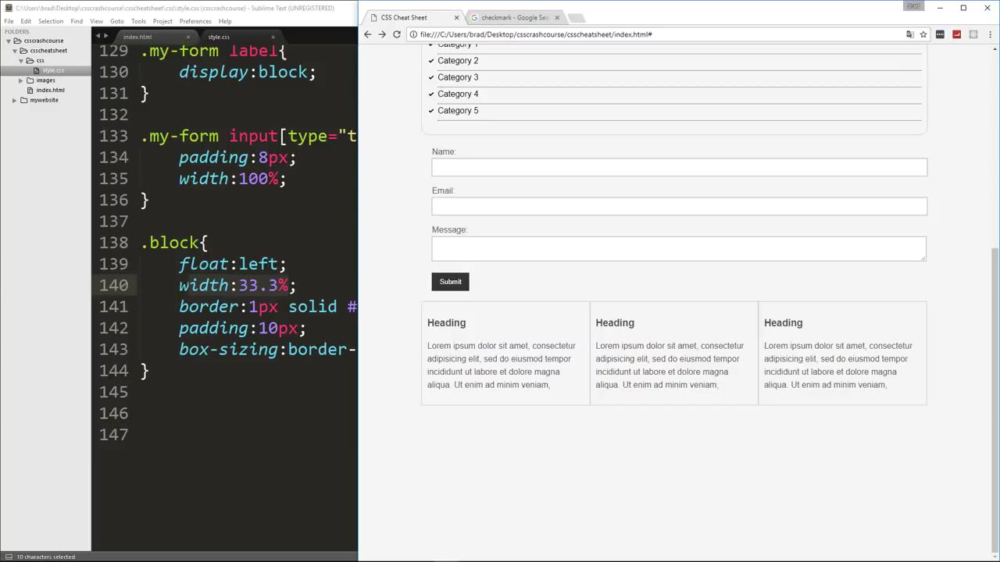 C:\Users\brad\Desktop\csscrashcourse\csscheatsheet\css\style.css (csscrashcourse) - Sublime Text (UNREGISTERED)
File Edit Selection Find View Goto Tools Project Preferences Help
FOLDERS
csscrashcourse
csscheatsheet
css
style.css
images
index.html
mywebsite
index.html
style.css
129 .my-form label{
130 display:block;
131 }
132
133 .my-form input[type="t
134 padding:8px;
135 width:100%;
136 }
137
138 .block{
139 float:left;
140 width:33.3%;
141 border:1px solid #
142 padding:10px;
143 box-sizing:border-
144 }
145
146
147
10 characters selected
Brad
CSS Cheat Sheet
check mark - Google Sea
file:///C:/Users/brad/Desktop/csscrashcourse/csscheatsheet/index.html#
Category 1
Category 2
Category 3
Category 4
Category 5
Name:
Email:
Message:
Submit
Heading
Lorem ipsum dolor sit amet, consectetur
adipisicing elit, sed do eiusmod tempor
incididunt ut labore et dolore magna
aliqua. Ut enim ad minim veniam,
Heading
Lorem ipsum dolor sit amet, consectetur
adipisicing elit, sed do eiusmod tempor
incididunt ut labore et dolore magna
aliqua. Ut enim ad minim veniam,
Heading
Lorem ipsum dolor sit amet, consectetur
adipisicing elit, sed do eiusmod tempor
incididunt ut labore et dolore magna
aliqua. Ut enim ad minim veniam,